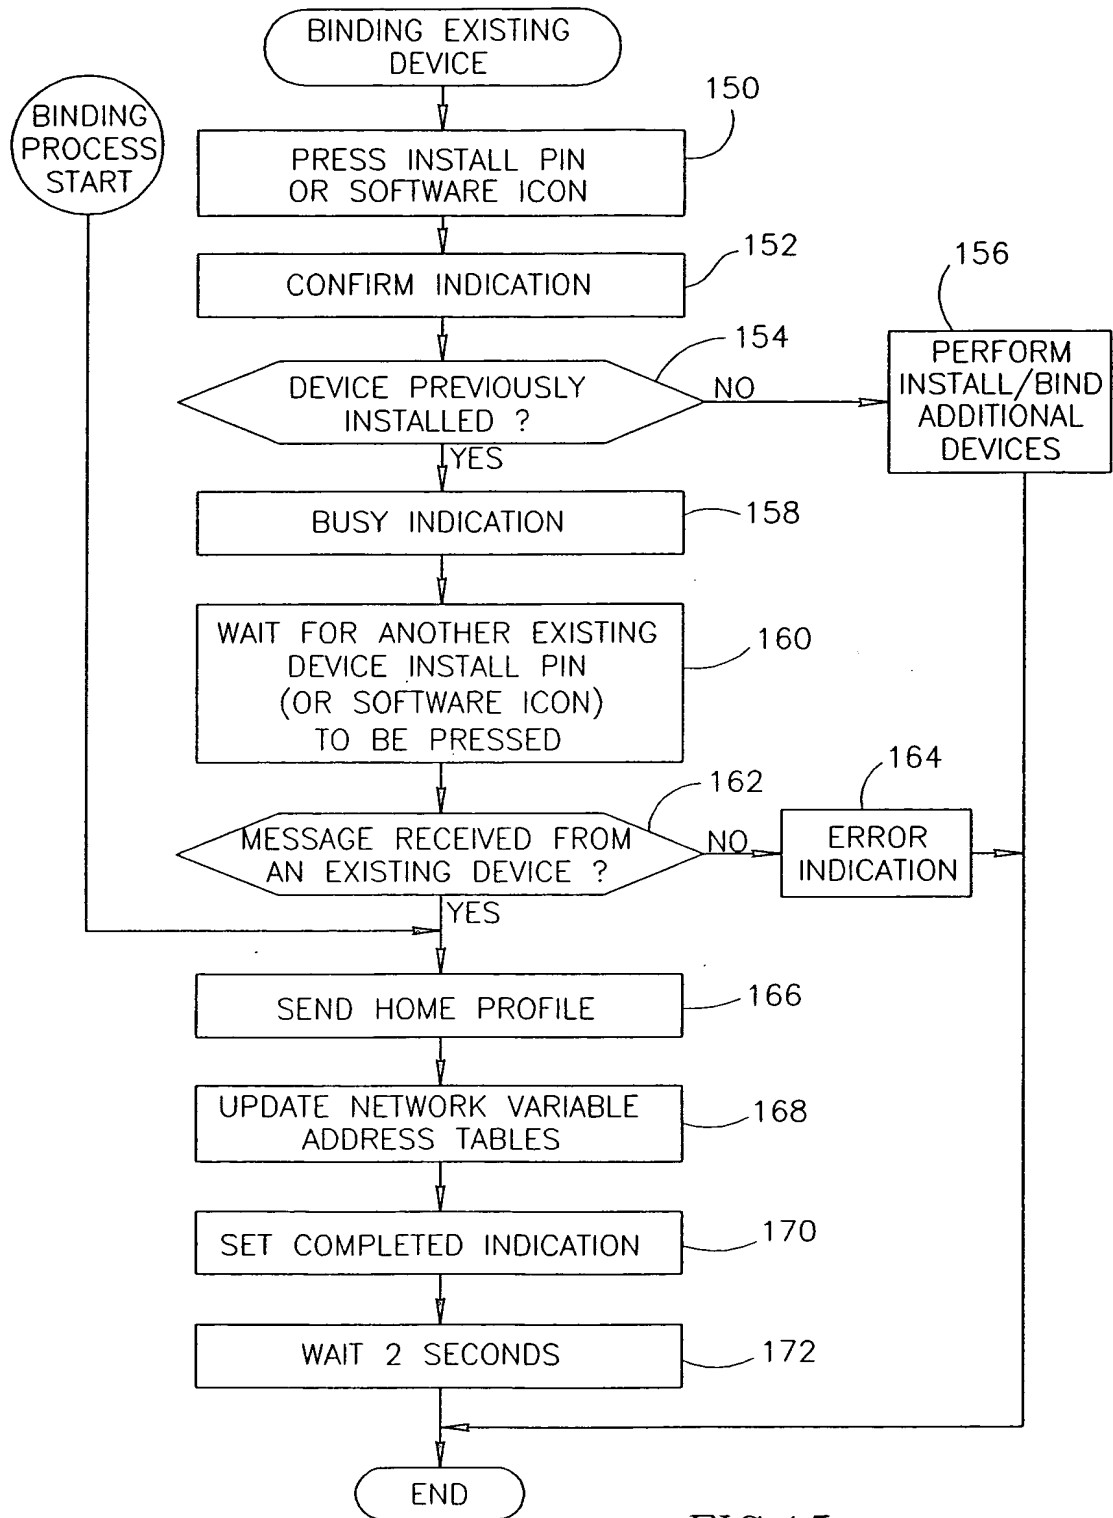 BINDING EXISTING
DEVICE
BINDING
PROCESS
START
150
PRESS INSTALL PIN
OR SOFTWARE ICON
152
CONFIRM INDICATION
154
DEVICE PREVIOUSLY
INSTALLED ?
NO
YES
156
PERFORM
INSTALL/BIND
ADDITIONAL
DEVICES
BUSY INDICATION
158
WAIT FOR ANOTHER EXISTING
DEVICE INSTALL PIN
(OR SOFTWARE ICON)
TO BE PRESSED
160
162
MESSAGE RECEIVED FROM
AN EXISTING DEVICE ?
NO
YES
164
ERROR
INDICATION
SEND HOME PROFILE
166
UPDATE NETWORK VARIABLE
ADDRESS TABLES
168
SET COMPLETED INDICATION
170
WAIT 2 SECONDS
172
END